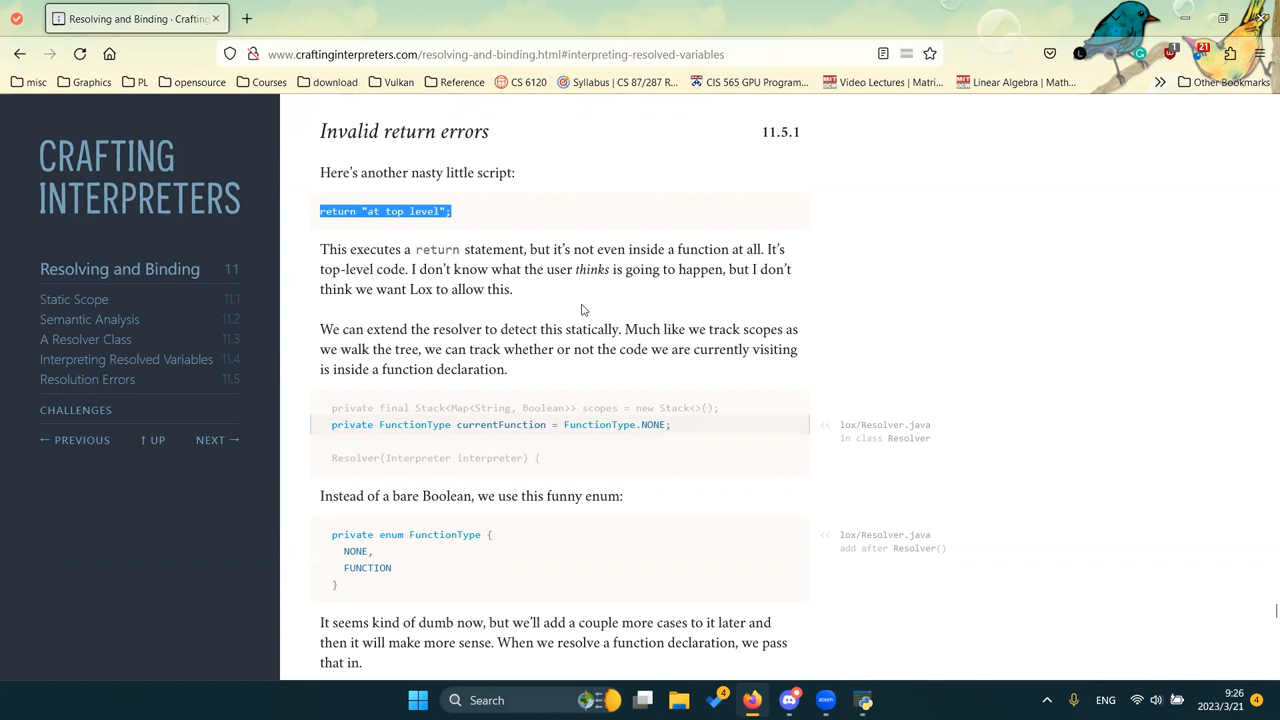 Resolving and Binding · Crafting
www.craftinginterpreters.com/resolving-and-binding.html#interpreting-resolved-variables
1
21
misc
Graphics
PL
opensource
Courses
download
Vulkan
Reference
CS 6120
Syllabus | CS 87/287 R...
CIS 565 GPU Program...
Video Lectures | Matri...
Linear Algebra | Math...
Other Bookmarks
CRAFTING
INTERPRETERS
Resolving and Binding 11
Static Scope 11.1
Semantic Analysis 11.2
A Resolver Class 11.3
Interpreting Resolved Variables 11.4
Resolution Errors 11.5
CHALLENGES
← PREVIOUS ↑ UP NEXT →
Invalid return errors 11.5.1
Here's another nasty little script:
return "at top level";
This executes a return statement, but it's not even inside a function at all. It's
top-level code. I don't know what the user thinks is going to happen, but I don't
think we want Lox to allow this.
We can extend the resolver to detect this statically. Much like we track scopes as
we walk the tree, we can track whether or not the code we are currently visiting
is inside a function declaration.
private final Stack<Map<String, Boolean>> scopes = new Stack<>();
private FunctionType currentFunction = FunctionType.NONE;
Resolver(Interpreter interpreter) {
<< lox/Resolver.java
in class Resolver
Instead of a bare Boolean, we use this funny enum:
private enum FunctionType {
NONE,
FUNCTION
}
<< lox/Resolver.java
add after Resolver()
It seems kind of dumb now, but we'll add a couple more cases to it later and
then it will make more sense. When we resolve a function declaration, we pass
that in.
Search
4
zoom
ENG
9:26
2023/3/21
4